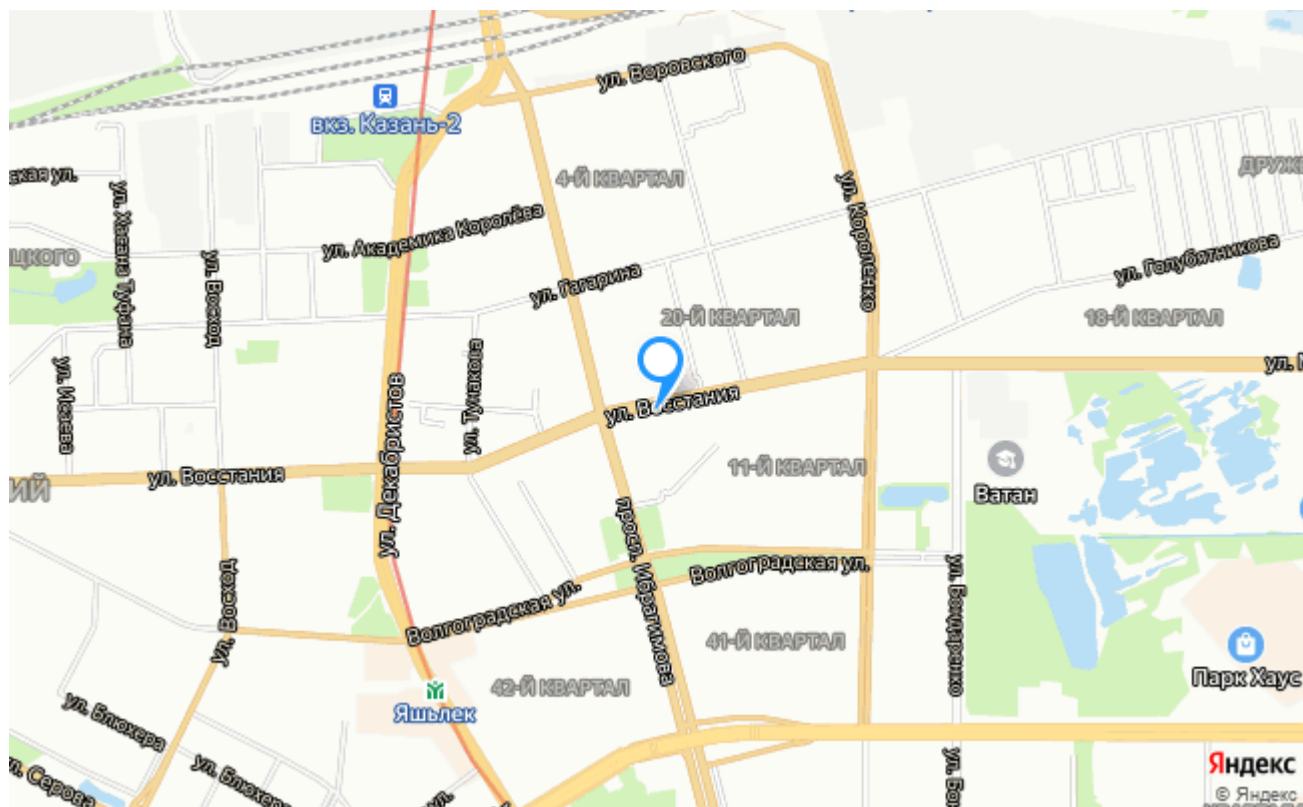 ул. Воровского
вкз. Казань-2
ская ул.
4-Й КВАРТАЛ
ДРУЖ
ул. Хасана Туфана
ул. Академика Королёва
ул. Короленко
ЦКОГО
ул. Восход
ул. Голубятникова
ул. Гагарина
20-Й КВАРТАЛ
18-Й КВАРТАЛ
ул. Исаева
ул. Тунакова
ул. Декабристов
ул. Восстания
ул. Восстания
11-Й КВАРТАЛ
ИЙ
Ватан
просп. Ибрагимова
Волгоградская ул.
Волгоградская ул.
ул. Восход
ул. Бондаренко
41-Й КВАРТАЛ
42-Й КВАРТАЛ
Парк Хаус
Яшьлек
ул. Блюхера
ул. Блюхера
ул. Серова
ул.
ул. Бо
Яндекс
© Яндекс